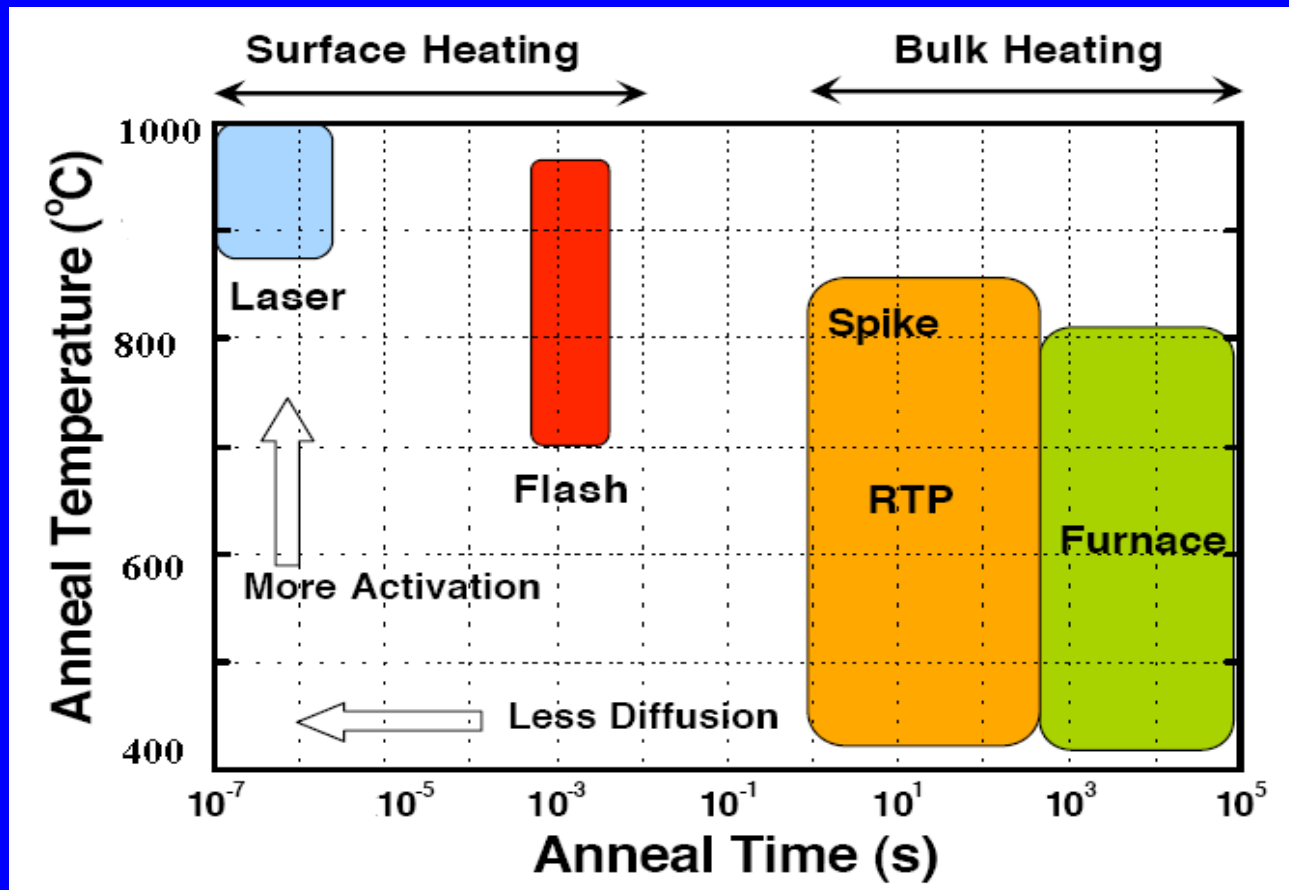 Surface Heating
Bulk Heating
Anneal Temperature (°C)
1000
800
600
400
Laser
Flash
Spike
RTP
Furnace
More Activation
Less Diffusion
10⁻⁷ 10⁻⁵ 10⁻³ 10⁻¹ 10¹ 10³ 10⁵
Anneal Time (s)